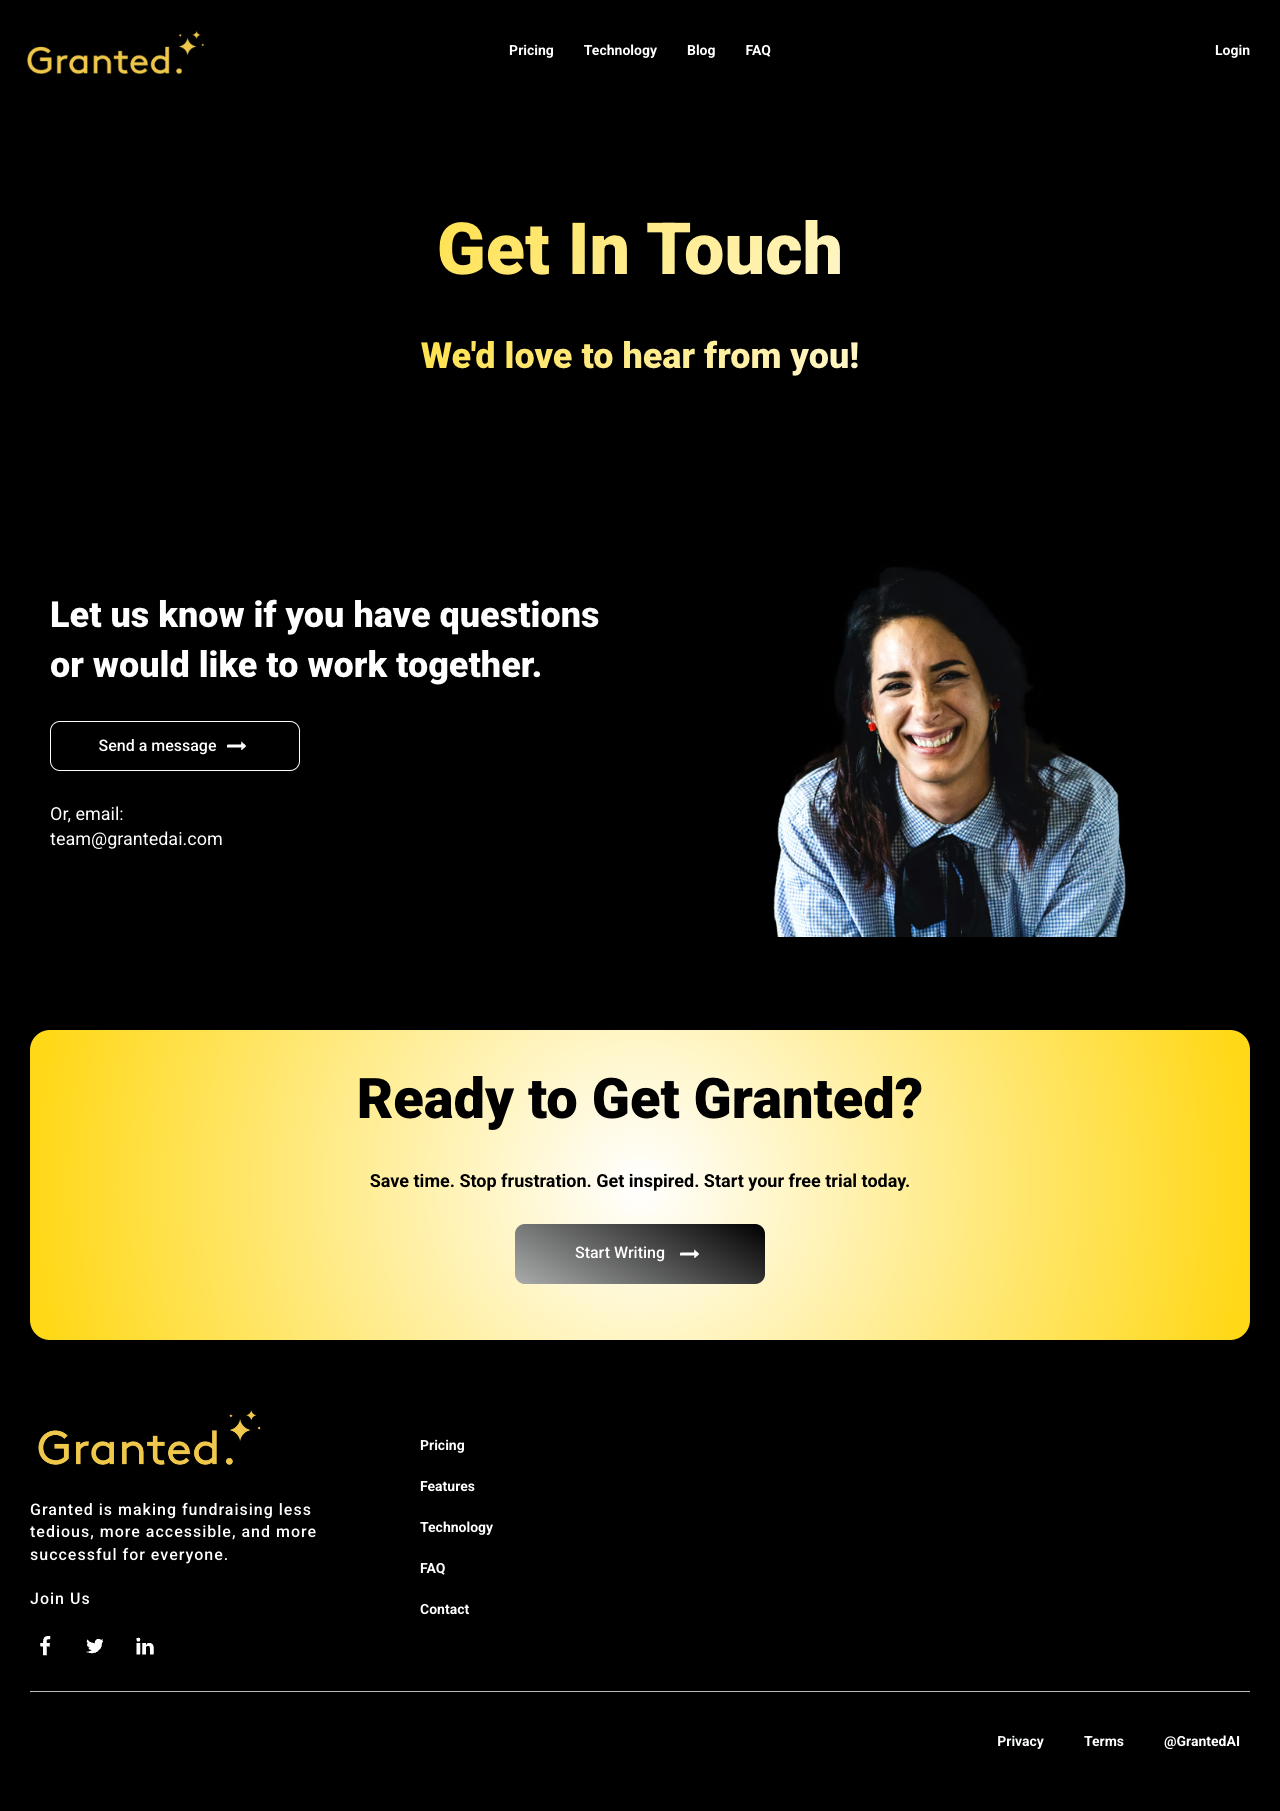 Granted.
Pricing Technology Blog FAQ
Login
Get In Touch
We'd love to hear from you!
Let us know if you have questions
or would like to work together.
Send a message
Or, email:
team@grantedai.com
Ready to Get Granted?
Save time. Stop frustration. Get inspired. Start your free trial today.
Start Writing
Granted.
Granted is making fundraising less
tedious, more accessible, and more
successful for everyone.
Join Us
Pricing
Features
Technology
FAQ
Contact
Privacy Terms @GrantedAI